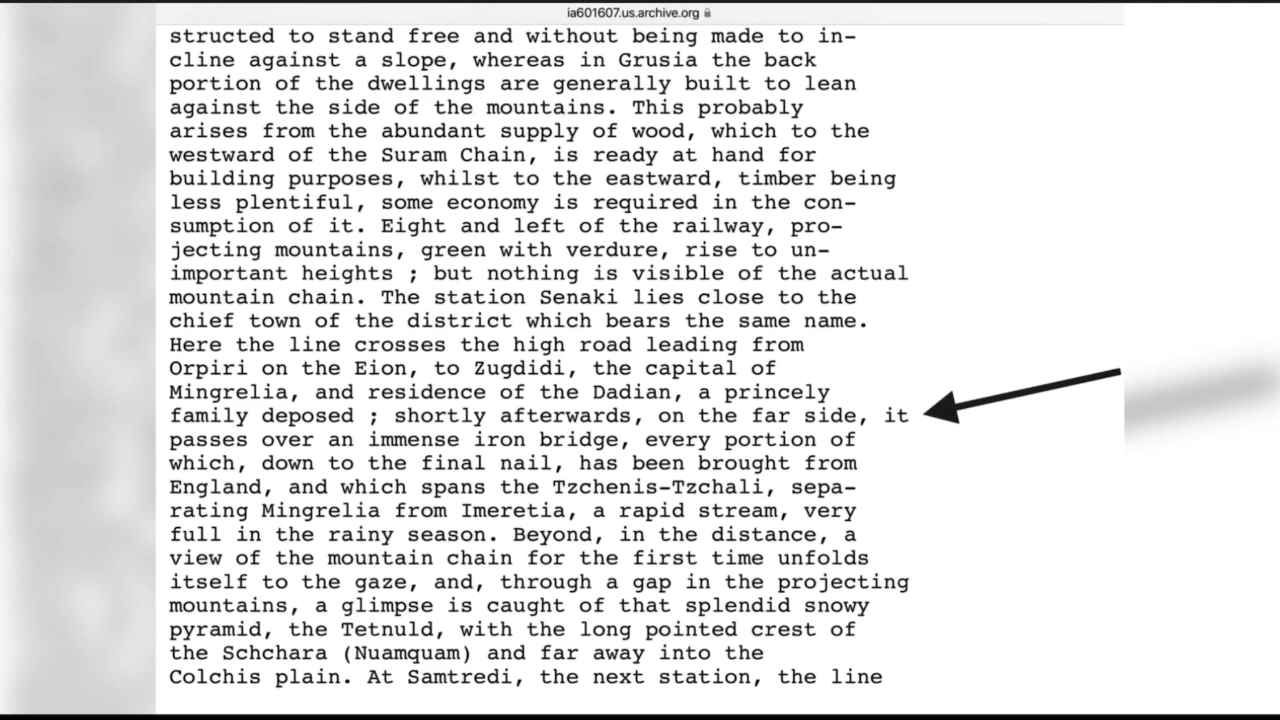 ia601607.us.archive.org
structed to stand free and without being made to in-
cline against a slope, whereas in Grusia the back
portion of the dwellings are generally built to lean
against the side of the mountains. This probably
arises from the abundant supply of wood, which to the
westward of the Suram Chain, is ready at hand for
building purposes, whilst to the eastward, timber being
less plentiful, some economy is required in the con-
sumption of it. Eight and left of the railway, pro-
jecting mountains, green with verdure, rise to un-
important heights ; but nothing is visible of the actual
mountain chain. The station Senaki lies close to the
chief town of the district which bears the same name.
Here the line crosses the high road leading from
Orpiri on the Eion, to Zugdidi, the capital of
Mingrelia, and residence of the Dadian, a princely
family deposed ; shortly afterwards, on the far side, it
passes over an immense iron bridge, every portion of
which, down to the final nail, has been brought from
England, and which spans the Tzchenis-Tzchali, sepa-
rating Mingrelia from Imeretia, a rapid stream, very
full in the rainy season. Beyond, in the distance, a
view of the mountain chain for the first time unfolds
itself to the gaze, and, through a gap in the projecting
mountains, a glimpse is caught of that splendid snowy
pyramid, the Tetnuld, with the long pointed crest of
the Schchara (Nuamquam) and far away into the
Colchis plain. At Samtredi, the next station, the line